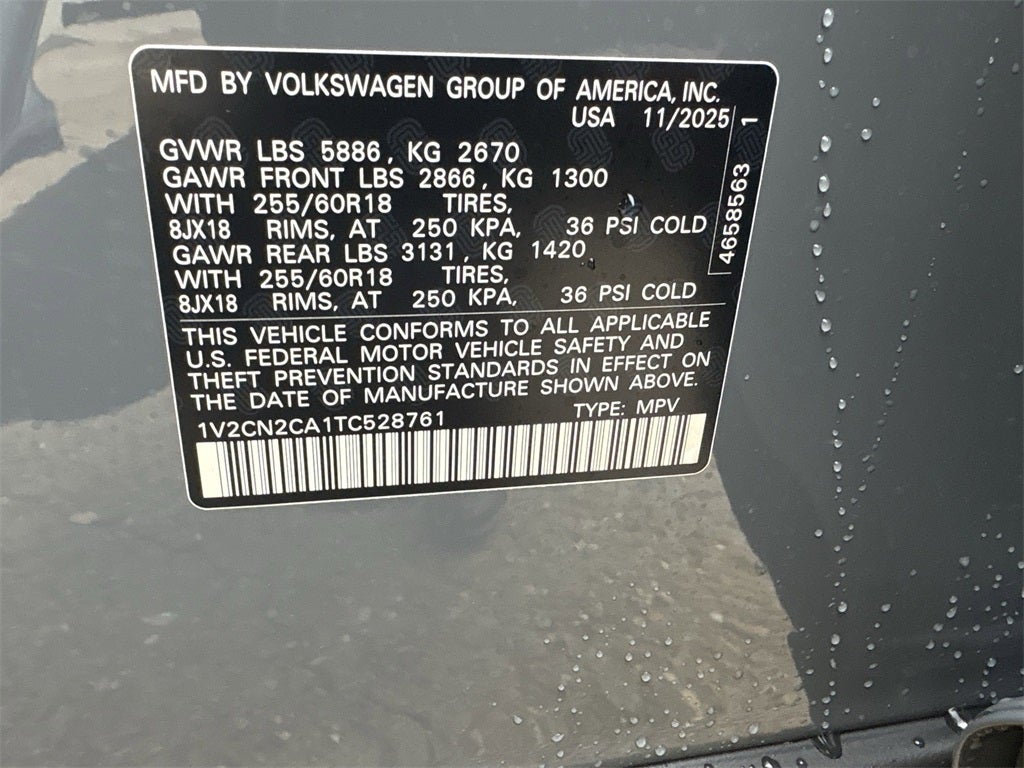 MFD BY VOLKSWAGEN GROUP OF AMERICA, INC.
USA 11/2025
GVWR LBS 5886, KG 2670
GAWR FRONT LBS 2866, KG 1300
WITH 255/60R18 TIRES,
8JX18 RIMS, AT 250 KPA, 36 PSI COLD
GAWR REAR LBS 3131, KG 1420
WITH 255/60R18 TIRES,
8JX18 RIMS, AT 250 KPA, 36 PSI COLD
4658563 1
THIS VEHICLE CONFORMS TO ALL APPLICABLE
U.S. FEDERAL MOTOR VEHICLE SAFETY AND
THEFT PREVENTION STANDARDS IN EFFECT ON
THE DATE OF MANUFACTURE SHOWN ABOVE.
1V2CN2CA1TC528761 TYPE: MPV